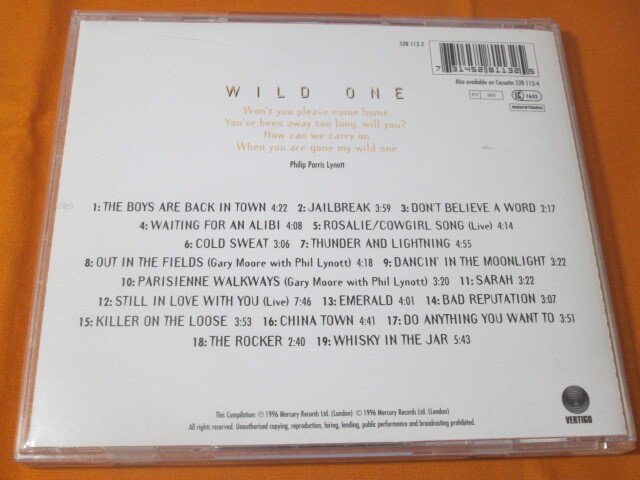 528 113-2
7 31452 81132 5
Also available on Cassette 528 113-4
LC 1633
WILD ONE
Won't you please come home
You've been away too long, will you?
How can we carry on
When you are gone my wild one
Philip Parris Lynott
1: THE BOYS ARE BACK IN TOWN 4:22 2: JAILBREAK 3:59 3: DON'T BELIEVE A WORD 2:17
4: WAITING FOR AN ALIBI 4:08 5: ROSALIE/COWGIRL SONG (Live) 4:14
6: COLD SWEAT 3:06 7: THUNDER AND LIGHTNING 4:55
8: OUT IN THE FIELDS (Gary Moore with Phil Lynott) 4:18 9: DANCIN' IN THE MOONLIGHT 3:22
10: PARISIENNE WALKWAYS (Gary Moore with Phil Lynott) 3:20 11: SARAH 3:22
12: STILL IN LOVE WITH YOU (Live) 7:46 13: EMERALD 4:01 14: BAD REPUTATION 3:07
15: KILLER ON THE LOOSE 3:53 16: CHINA TOWN 4:41 17: DO ANYTHING YOU WANT TO 3:51
18: THE ROCKER 2:40 19: WHISKY IN THE JAR 5:43
VERTIGO
This Compilation: ℗ 1996 Mercury Records Ltd. (London) © 1996 Mercury Records Ltd. (London)
All rights reserved. Unauthorised copying, reproduction, hiring, lending, public performance and broadcasting prohibited.